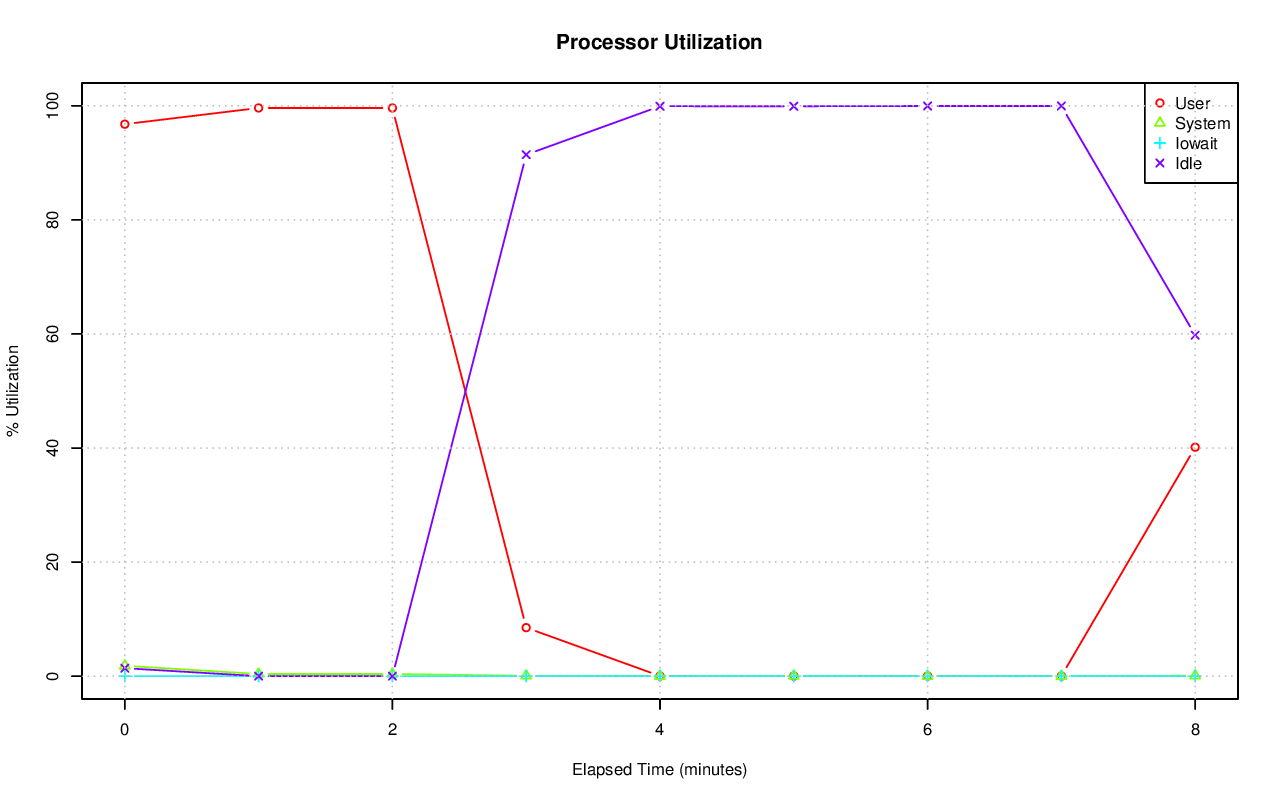 Processor Utilization
100
80
60
40
20
0
% Utilization
User
System
Iowait
Idle
0 2 4 6 8
Elapsed Time (minutes)